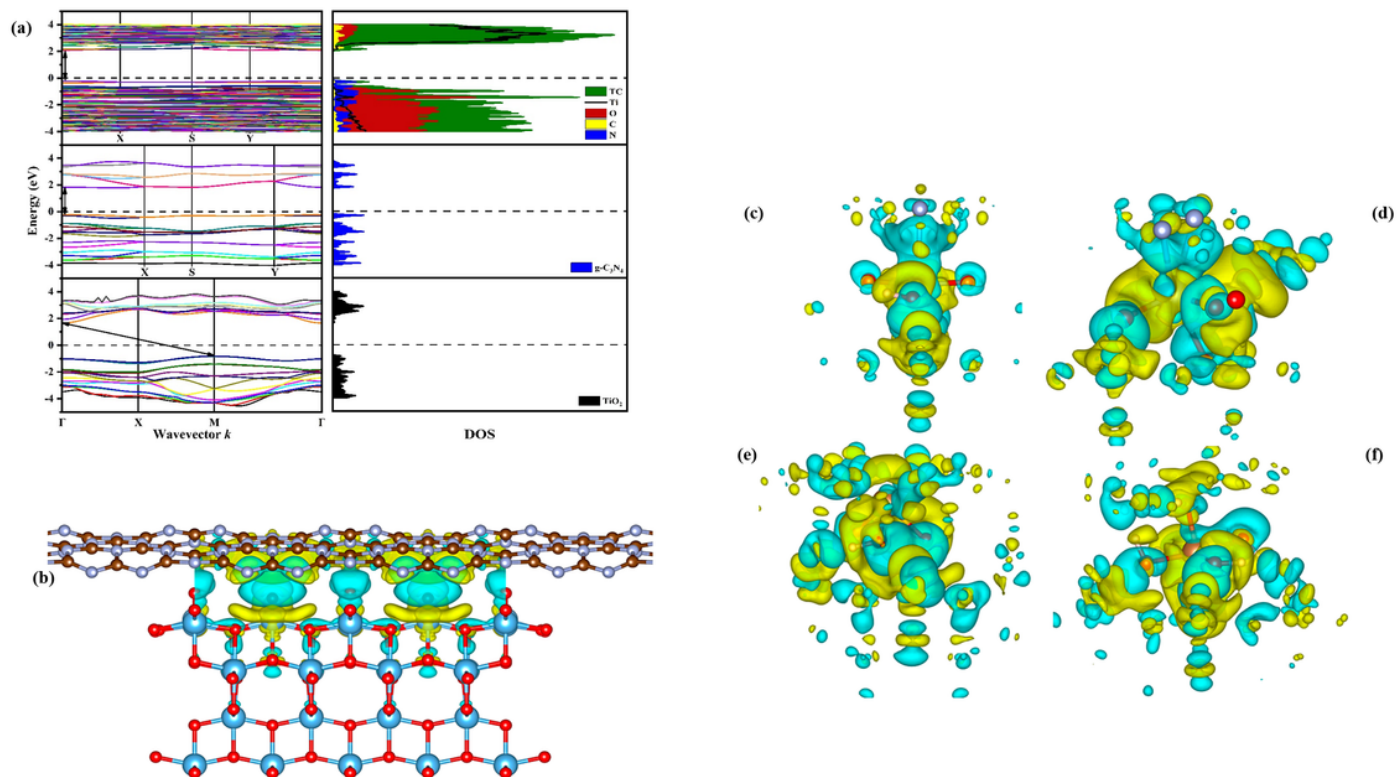 (a)
4
2
0
-2
-4
X
S
Y
TC
Ti
O
C
N
4
2
0
-2
-4
X
S
Y
g-C₃N₄
Energy (eV)
4
2
0
-2
-4
Γ
X
M
Γ
TiO₂
Wavevector k
DOS
(b)
(c)
(d)
(e)
(f)